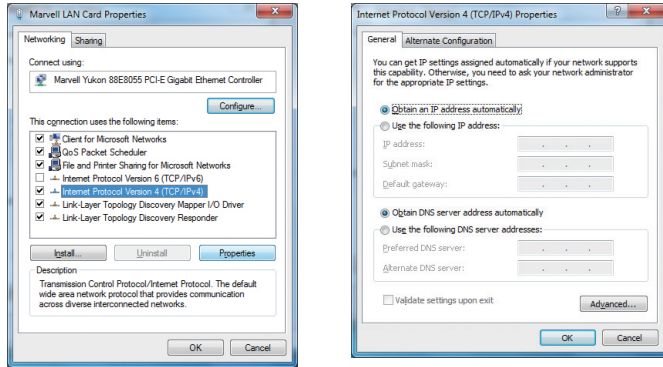 Marvell LAN Card Properties
Networking
Sharing
Connect using:
Marvell Yukon 88E8055 PCI-E Gigabit Ethernet Controller
Configure...
This connection uses the following items:
Client for Microsoft Networks
QoS Packet Scheduler
File and Printer Sharing for Microsoft Networks
Internet Protocol Version 6 (TCP/IPv6)
Internet Protocol Version 4 (TCP/IPv4)
Link-Layer Topology Discovery Mapper I/O Driver
Link-Layer Topology Discovery Responder
Install...
Uninstall
Properties
Description
Transmission Control Protocol/Internet Protocol. The default
wide area network protocol that provides communication
across diverse interconnected networks.
OK
Cancel
Internet Protocol Version 4 (TCP/IPv4) Properties
General
Alternate Configuration
You can get IP settings assigned automatically if your network supports
this capability. Otherwise, you need to ask your network administrator
for the appropriate IP settings.
Obtain an IP address automatically
Use the following IP address:
IP address:
Subnet mask:
Default gateway:
Obtain DNS server address automatically
Use the following DNS server addresses:
Preferred DNS server:
Alternate DNS server:
Validate settings upon exit
Advanced...
OK
Cancel